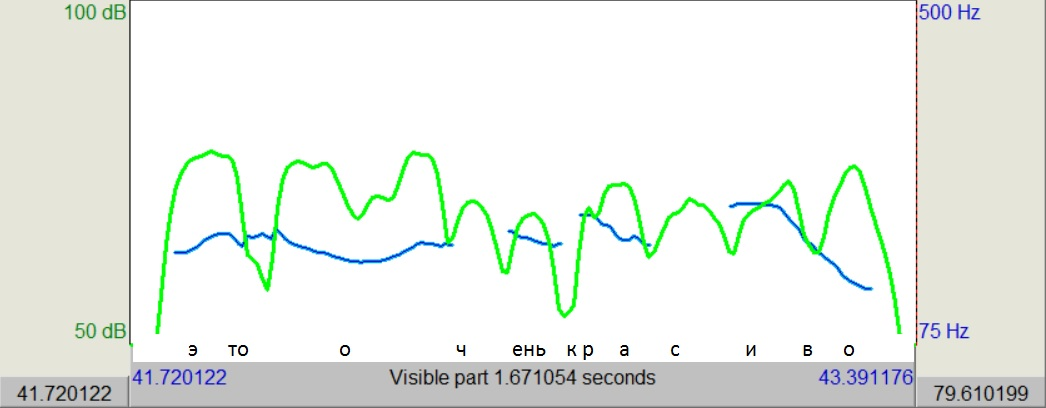 100 dB 500 Hz
50 dB 75 Hz
э то о ч ень к р а с и в о
41.720122 Visible part 1.671054 seconds 43.391176
41.720122 79.610199